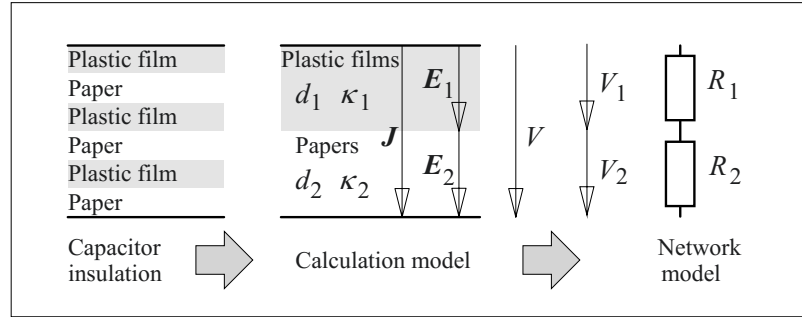 Plastic film
Paper
Plastic film
Paper
Plastic film
Paper
Capacitor
insulation
Plastic films
d₁ κ₁
E₁
J
Papers
d₂ κ₂
E₂
Calculation model
V
V₁
V₂
R₁
R₂
Network
model